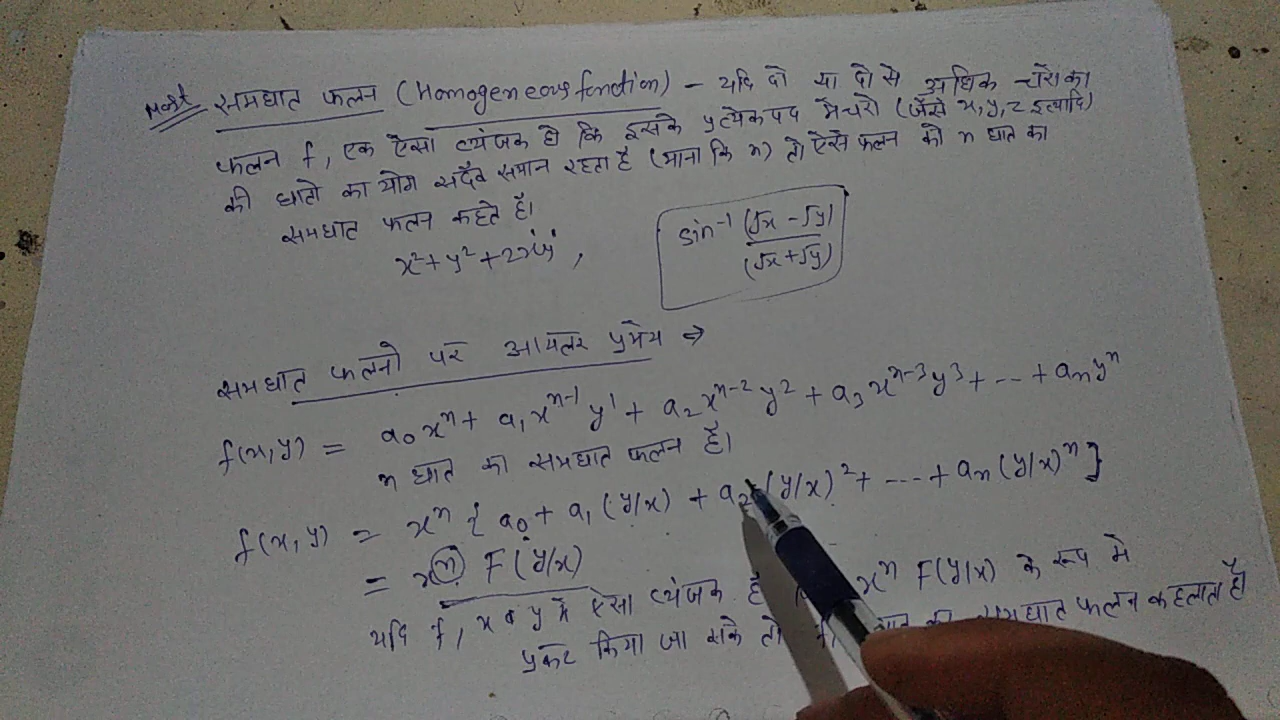 Most समघात फलन (Homogeneous function) – यदि दो या दो से अधिक चरो का
फलन f, एक ऐसा व्यंजक हो कि इसके प्रत्येक पद मे चरो (जैसे x, y, z इत्यादि)
की घातो का योग सदैव समान रहता है (माना कि n) तो ऐसे फलन को n घात का
समघात फलन कहते है।
x² + y² + 2x¹y¹,
sin⁻¹ (√x - √y) / (√x + √y)
समघात फलनो पर आयलर प्रमेय ⇒
f(x,y) = a₀xⁿ + a₁xⁿ⁻¹y¹ + a₂xⁿ⁻²y² + a₃xⁿ⁻³y³ + -- + aₙyⁿ
n घात का समघात फलन है।
f(x,y) = xⁿ { a₀ + a₁(y/x) + a₂(y/x)² + --- + aₙ(y/x)ⁿ }
= xⁿ F(y/x)
यदि f, x व y मे ऐसा व्यंजक है xⁿ F(y/x) के रूप मे
प्रकट किया जा सके तो समघात फलन कहलाता है।